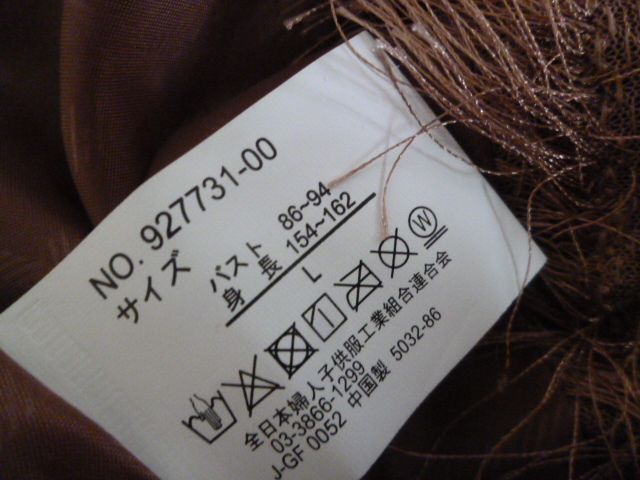 NO. 927731-00
サイズ
バスト 86~94
身長 154~162
L
W
全日本婦人子供服工業組合連合会
03-3866-1299
J-GF 0052 中国製 5032-86